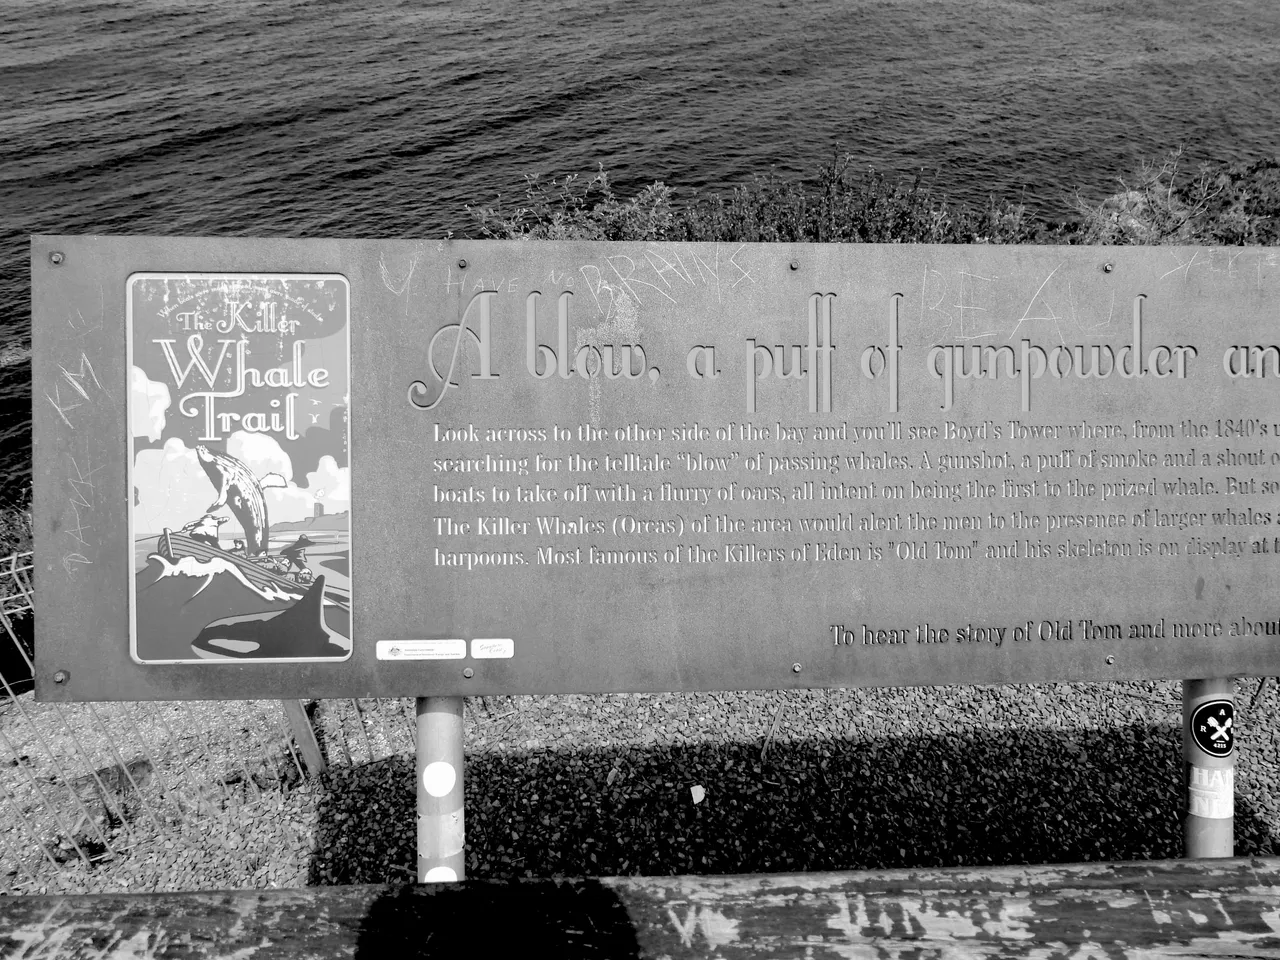 The Killer
Whale
Trail
U HAVE NO BRAINS
BEAU
YEET
KM
A blow, a puff of gunpowder an
Look across to the other side of the bay and you'll see Boyd's Tower where, from the 1840's
searching for the telltale "blow" of passing whales. A gunshot, a puff of smoke and a shout
boats to take off with a flurry of oars, all intent on being the first to the prized whale. But so
The Killer Whales (Orcas) of the area would alert the men to the presence of larger whales
harpoons. Most famous of the Killers of Eden is "Old Tom" and his skeleton is on display at
To hear the story of Old Tom and more about
A
R
4215
HA